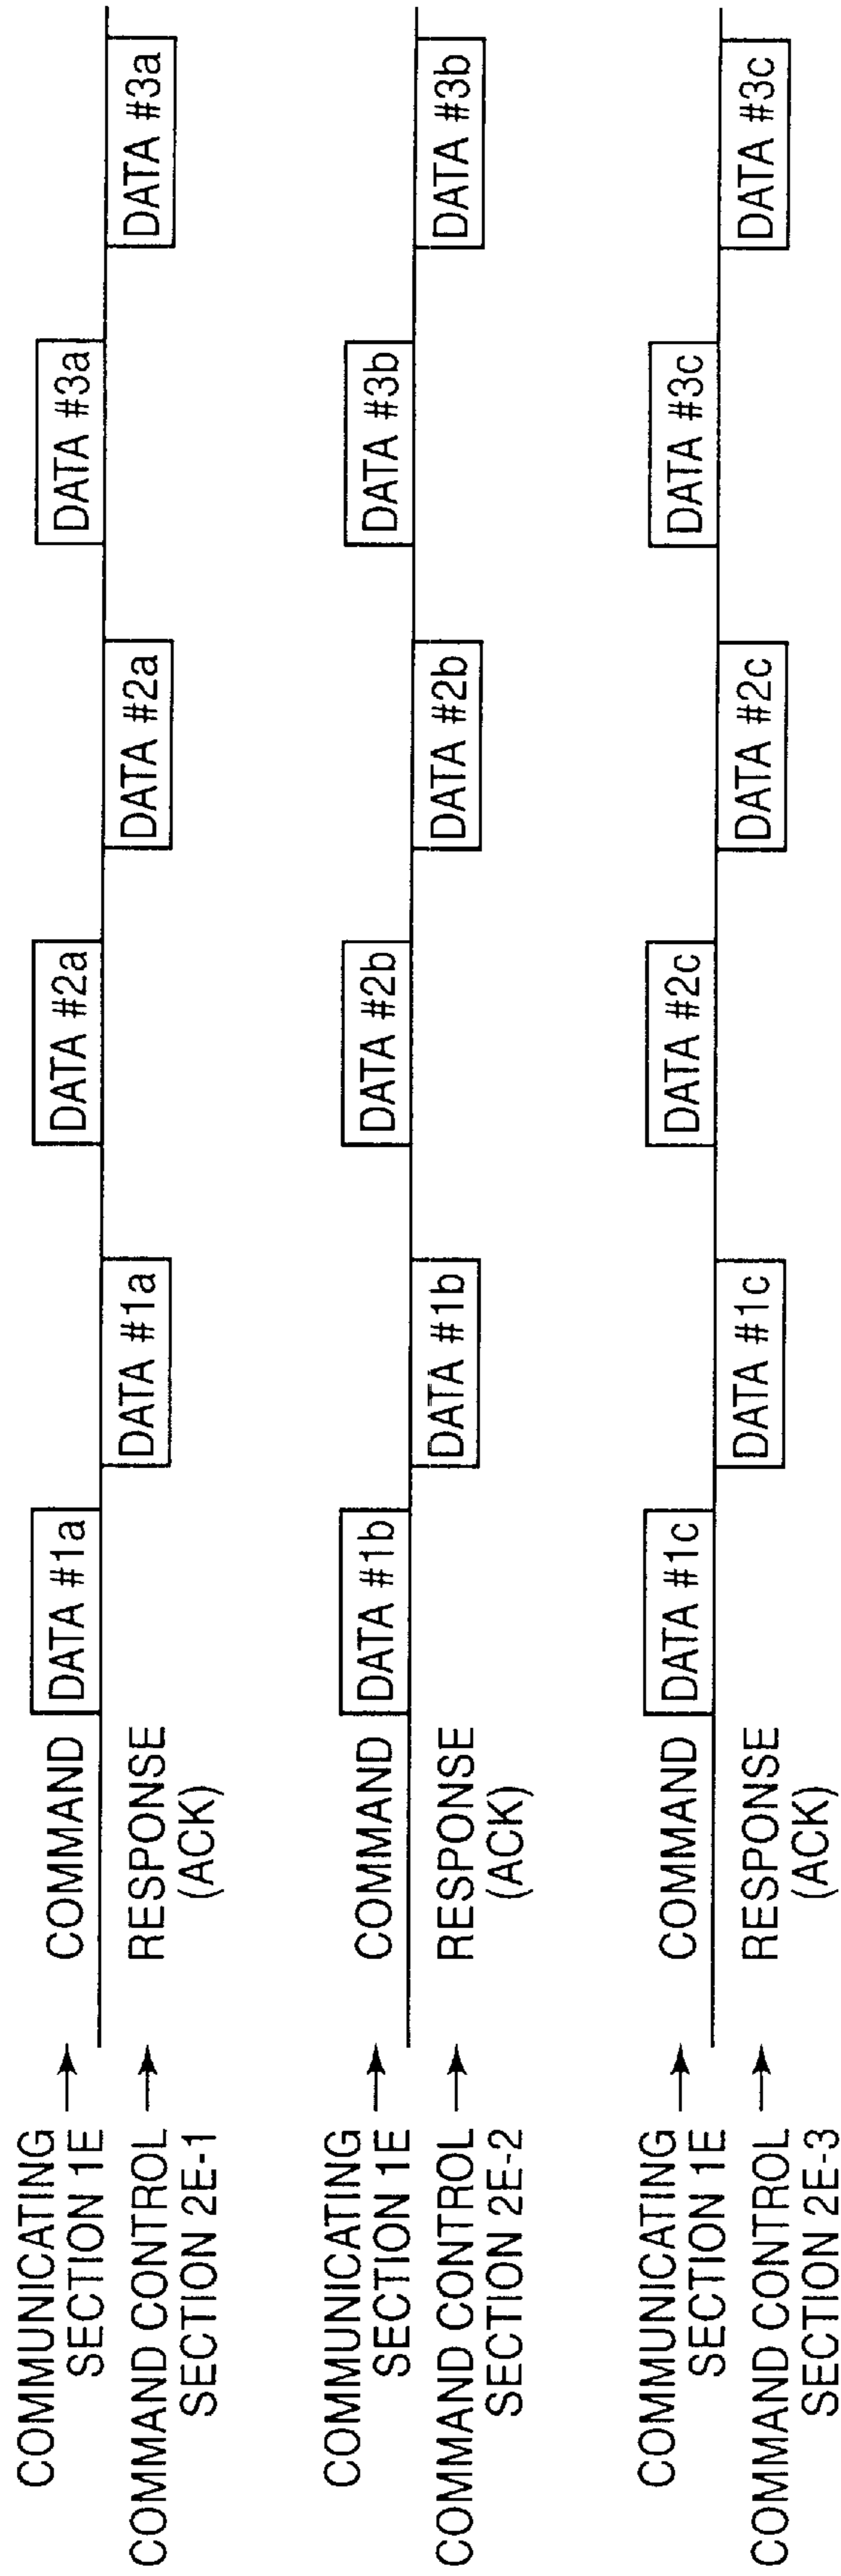 COMMUNICATING
SECTION 1E
COMMAND
DATA #1a
DATA #2a
DATA #3a
COMMAND CONTROL
SECTION 2E-1
RESPONSE
(ACK)
DATA #1a
DATA #2a
DATA #3a
COMMUNICATING
SECTION 1E
COMMAND
DATA #1b
DATA #2b
DATA #3b
COMMAND CONTROL
SECTION 2E-2
RESPONSE
(ACK)
DATA #1b
DATA #2b
DATA #3b
COMMUNICATING
SECTION 1E
COMMAND
DATA #1c
DATA #2c
DATA #3c
COMMAND CONTROL
SECTION 2E-3
RESPONSE
(ACK)
DATA #1c
DATA #2c
DATA #3c